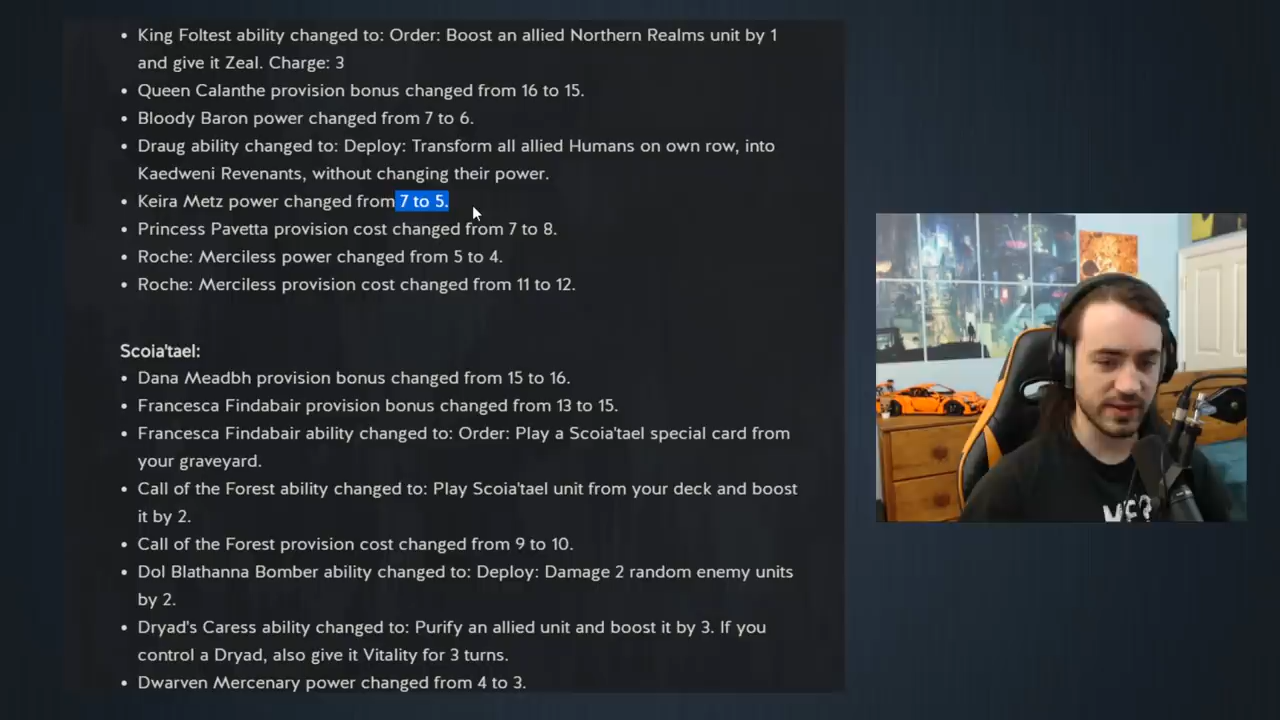 • King Foltest ability changed to: Order: Boost an allied Northern Realms unit by 1
and give it Zeal. Charge: 3
• Queen Calanthe provision bonus changed from 16 to 15.
• Bloody Baron power changed from 7 to 6.
• Draug ability changed to: Deploy: Transform all allied Humans on own row, into
Kaedweni Revenants, without changing their power.
• Keira Metz power changed from 7 to 5.
• Princess Pavetta provision cost changed from 7 to 8.
• Roche: Merciless power changed from 5 to 4.
• Roche: Merciless provision cost changed from 11 to 12.
Scoia'tael:
• Dana Meadbh provision bonus changed from 15 to 16.
• Francesca Findabair provision bonus changed from 13 to 15.
• Francesca Findabair ability changed to: Order: Play a Scoia'tael special card from
your graveyard.
• Call of the Forest ability changed to: Play Scoia'tael unit from your deck and boost
it by 2.
• Call of the Forest provision cost changed from 9 to 10.
• Dol Blathanna Bomber ability changed to: Deploy: Damage 2 random enemy units
by 2.
• Dryad's Caress ability changed to: Purify an allied unit and boost it by 3. If you
control a Dryad, also give it Vitality for 3 turns.
• Dwarven Mercenary power changed from 4 to 3.